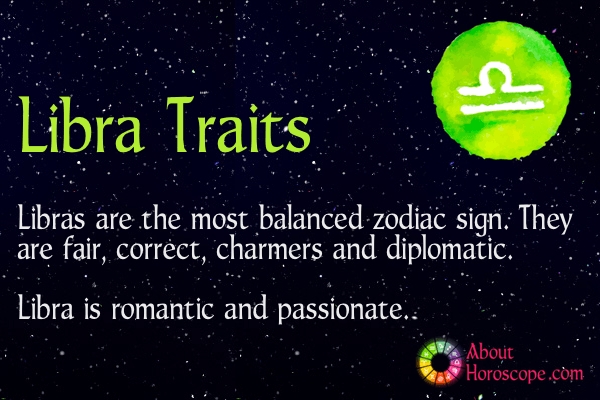 Libra Traits
Libras are the most balanced zodiac sign. They
are fair, correct, charmers and diplomatic.
Libra is romantic and passionate.
About
Horoscope.com